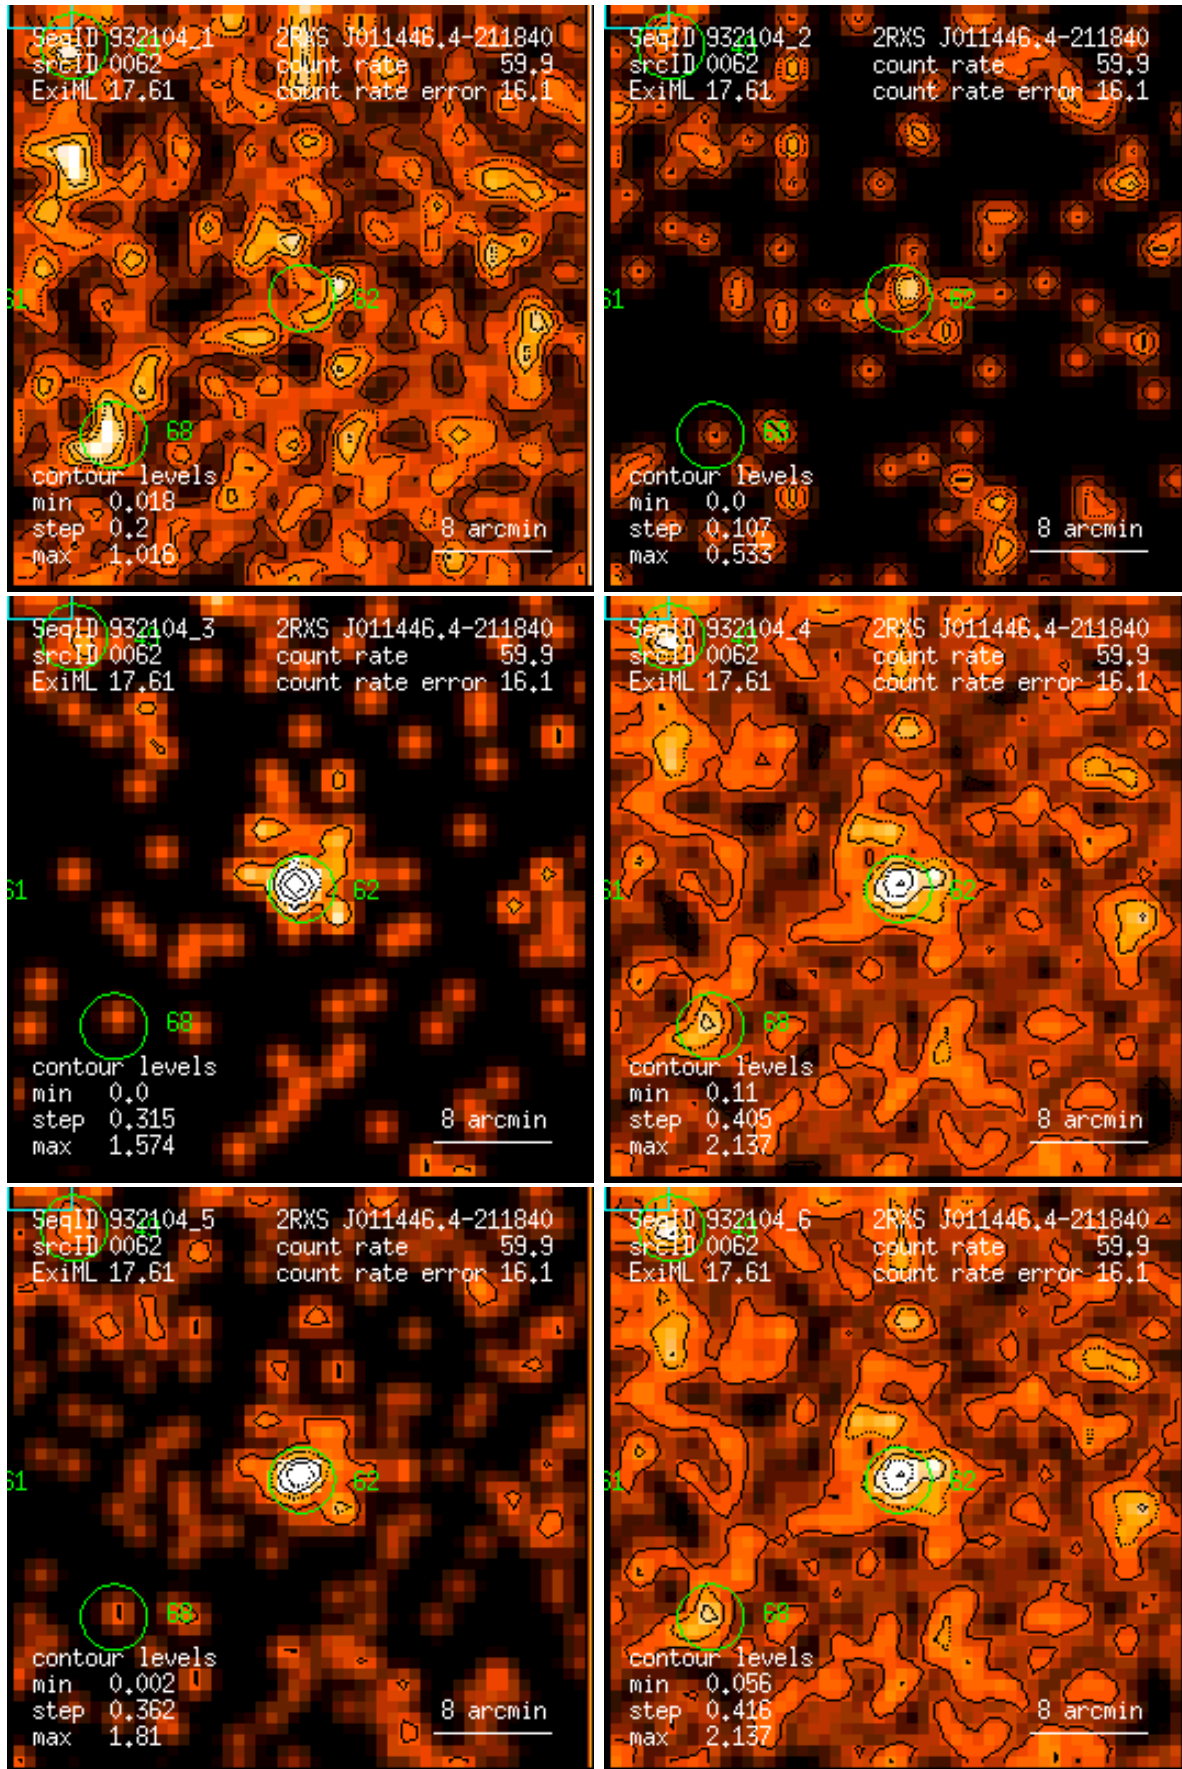 SeqID 932104_1 2RXS J011446.4-211840
srcID 0062 count rate 59.9
ExiML 17.61 count rate error 16.1
61
62
68
contour levels
min 0.018
step 0.2 8 arcmin
max 1.016
SeqID 932104_2 2RXS J011446.4-211840
srcID 0062 count rate 59.9
ExiML 17.61 count rate error 16.1
61
62
68
contour levels
min 0.0
step 0.107 8 arcmin
max 0.533
SeqID 932104_3 2RXS J011446.4-211840
srcID 0062 count rate 59.9
ExiML 17.61 count rate error 16.1
61
62
68
contour levels
min 0.0
step 0.315 8 arcmin
max 1.574
SeqID 932104_4 2RXS J011446.4-211840
srcID 0062 count rate 59.9
ExiML 17.61 count rate error 16.1
61
62
68
contour levels
min 0.11
step 0.405 8 arcmin
max 2.137
SeqID 932104_5 2RXS J011446.4-211840
srcID 0062 count rate 59.9
ExiML 17.61 count rate error 16.1
61
62
68
contour levels
min 0.002
step 0.362 8 arcmin
max 1.81
SeqID 932104_6 2RXS J011446.4-211840
srcID 0062 count rate 59.9
ExiML 17.61 count rate error 16.1
61
62
68
contour levels
min 0.056
step 0.416 8 arcmin
max 2.137